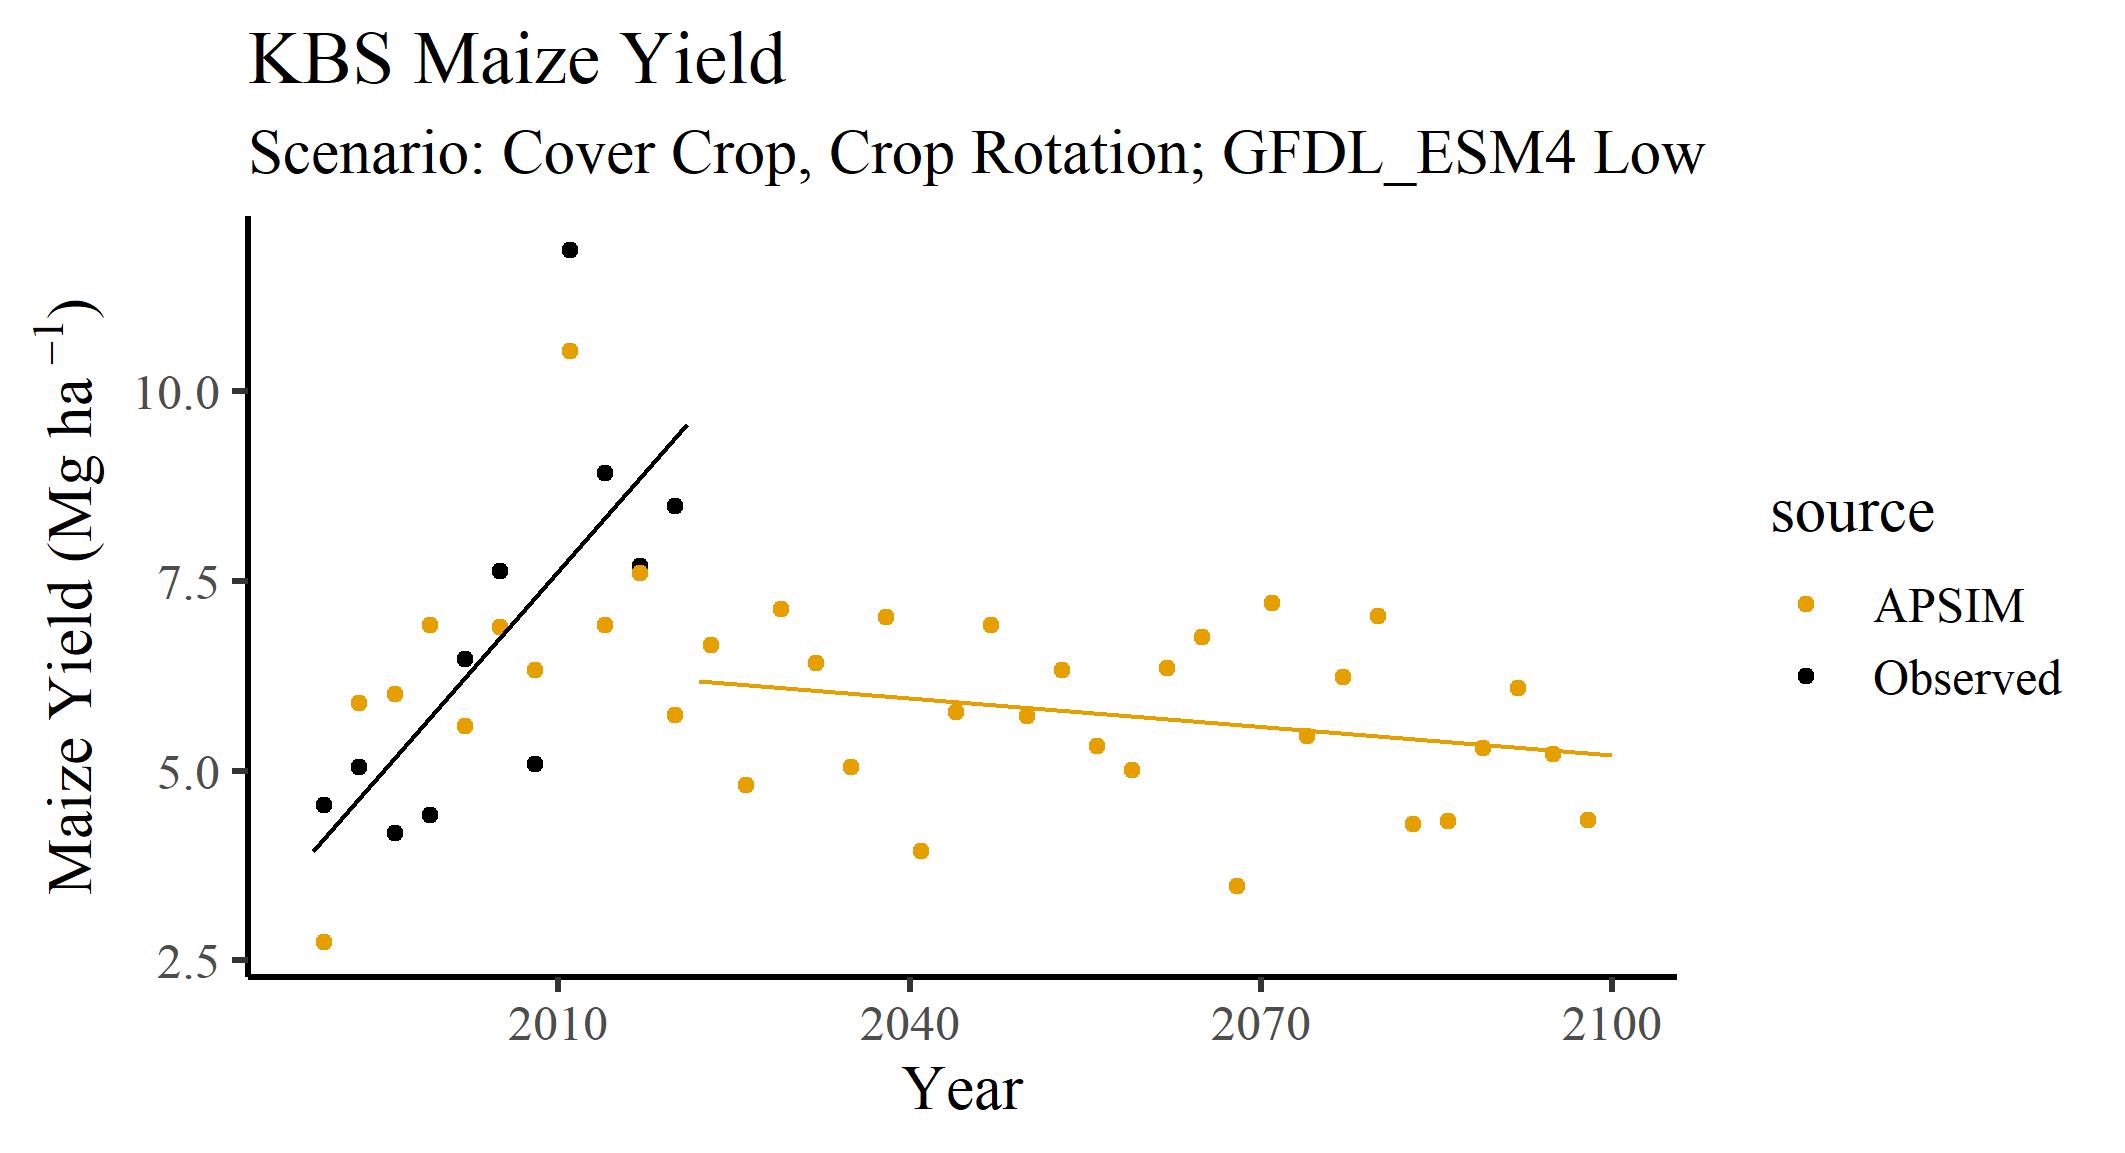 KBS Maize Yield
Scenario: Cover Crop, Crop Rotation; GFDL_ESM4 Low
Maize Yield (Mg ha −1)
10.0
7.5
5.0
2.5
2010 2040 2070 2100
Year
source
APSIM
Observed